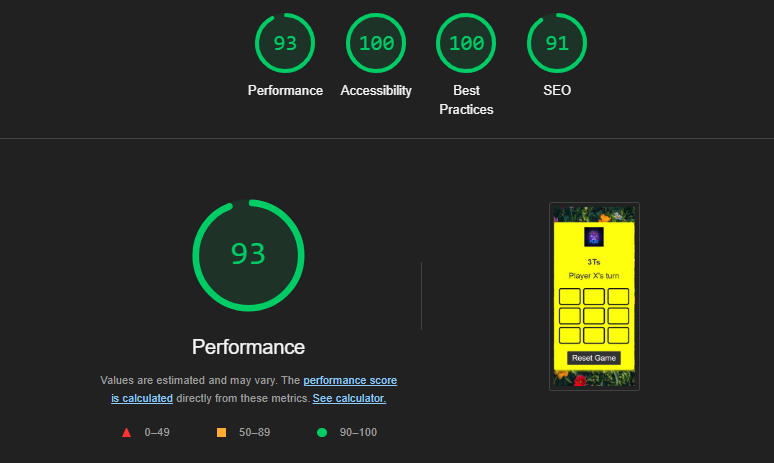 93
100
100
91
Performance
Accessibility
Best
Practices
SEO
93
Performance
Values are estimated and may vary. The performance score
is calculated directly from these metrics. See calculator.
0–49
50–89
90–100
3Ts
Player X's turn
Reset Game